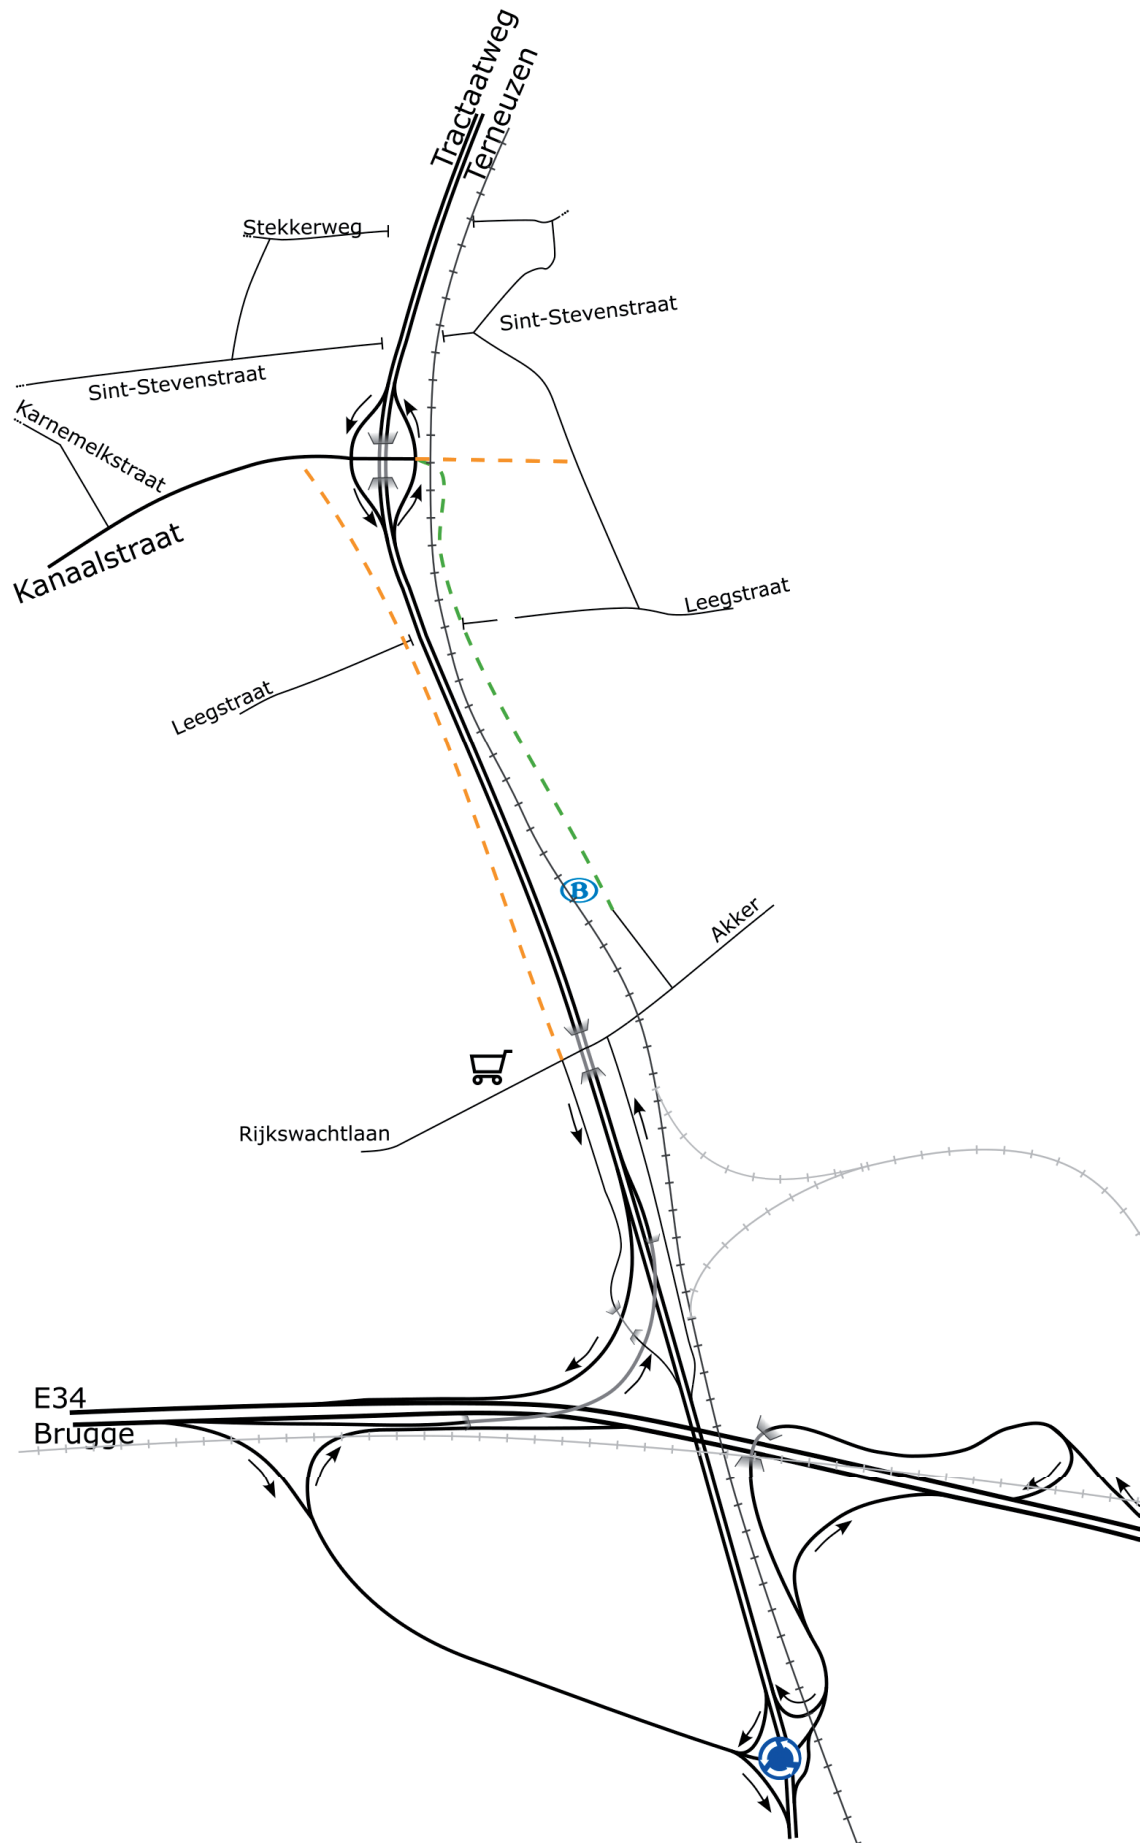 Tractaatweg
Terneuzen
Stekkerweg
Sint-Stevenstraat
Sint-Stevenstraat
Karnemelkstraat
Kanaalstraat
Leegstraat
Leegstraat
B
Akker
Rijkswachtlaan
E34
Brugge